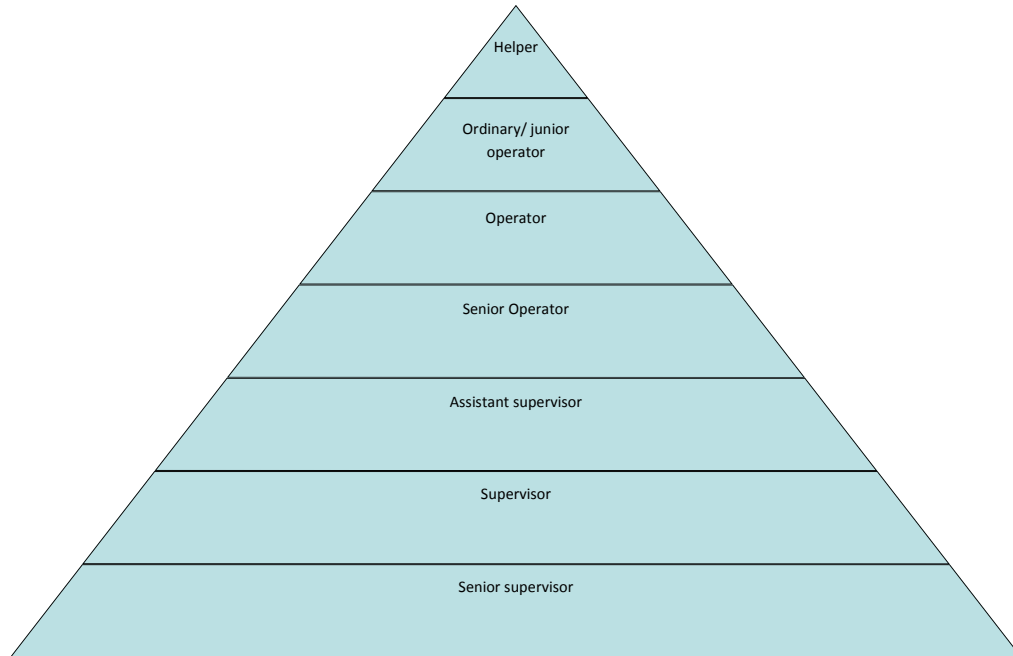 Helper
Ordinary/ junior
operator
Operator
Senior Operator
Assistant supervisor
Supervisor
Senior supervisor